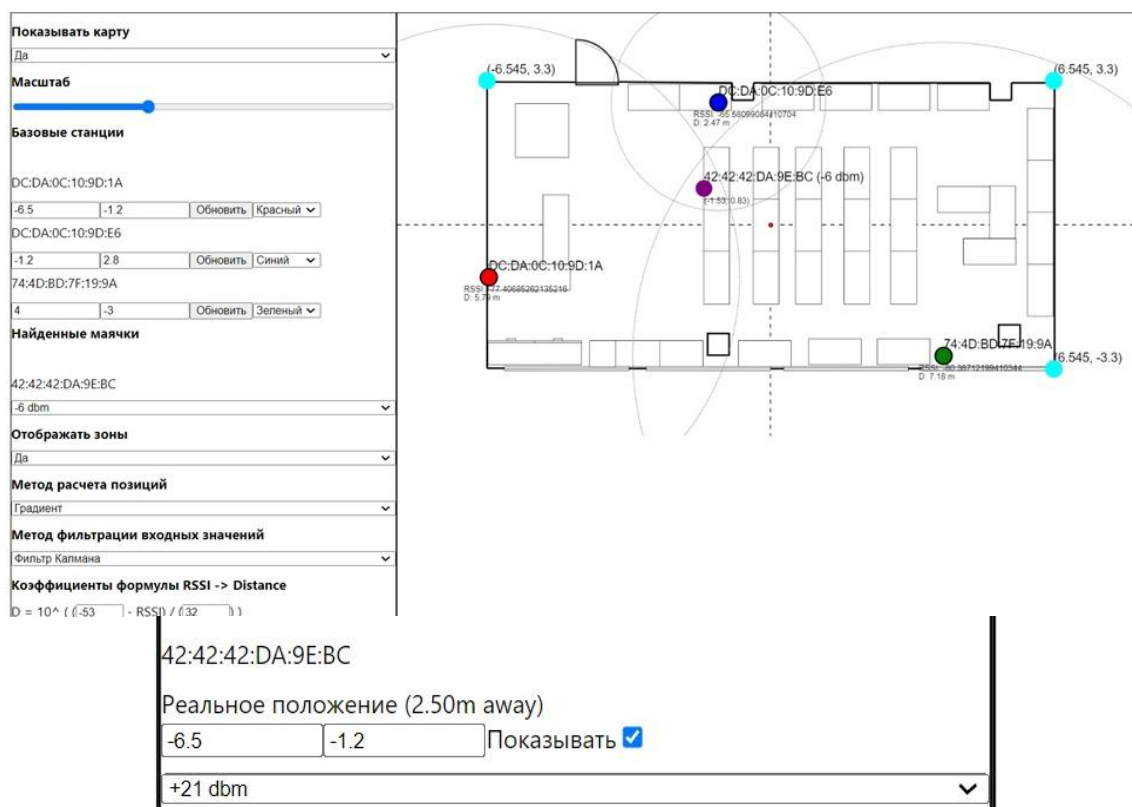 Показывать карту
Да
Масштаб
Базовые станции
DC:DA:0C:10:9D:1A
-6.5 -1.2 Обновить Красный
DC:DA:0C:10:9D:E6
-1.2 2.8 Обновить Синий
74:4D:BD:7F:19:9A
4 -3 Обновить Зеленый
Найденные маячки
42:42:42:DA:9E:BC
-6 dbm
Отображать зоны
Да
Метод расчета позиций
Градиент
Метод фильтрации входных значений
Фильтр Калмана
Коэффициенты формулы RSSI -> Distance
D = 10^ ( (-53 - RSSI) / (32 ) )
(-6.545, 3.3)
(6.545, 3.3)
DC:DA:0C:10:9D:E6
D: 2.47 m
42:42:42:DA:9E:BC (-6 dbm)
(-1.53, 0.83)
DC:DA:0C:10:9D:1A
D: 5.79 m
74:4D:BD:7F:19:9A
D: 7.18 m
(6.545, -3.3)
42:42:42:DA:9E:BC
Реальное положение (2.50m away)
-6.5 -1.2 Показывать
+21 dbm